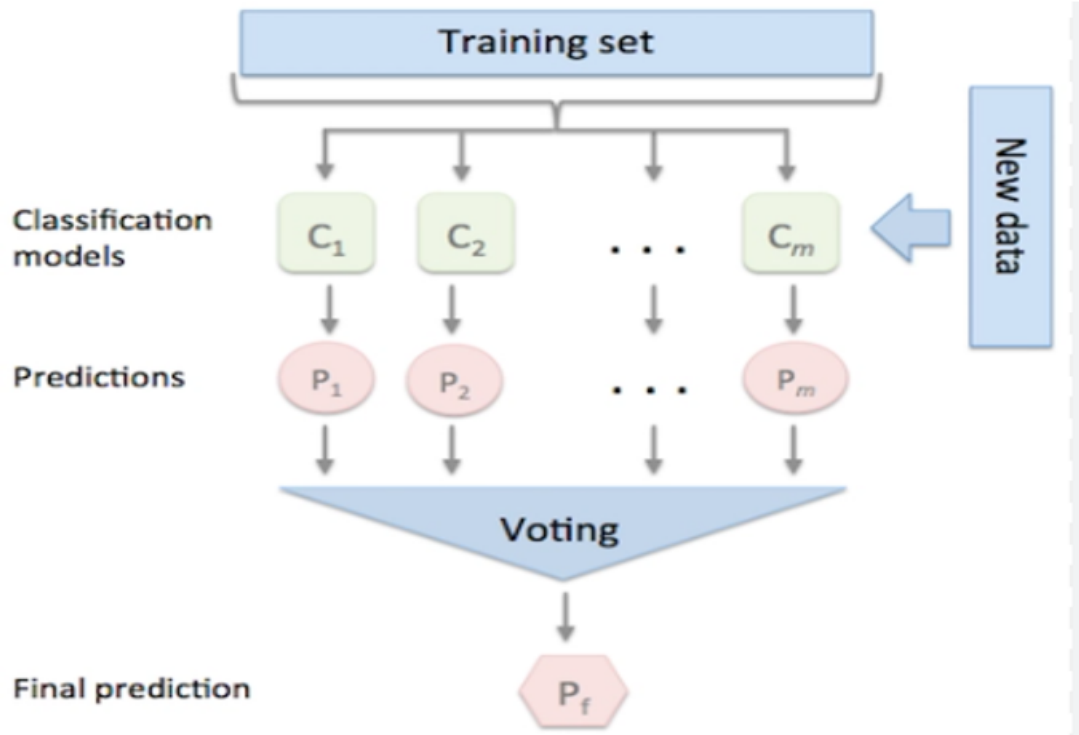 Training set
New data
Classification
models
C1
C2
. . .
Cm
Predictions
P1
P2
. . .
Pm
Voting
Final prediction
Pf